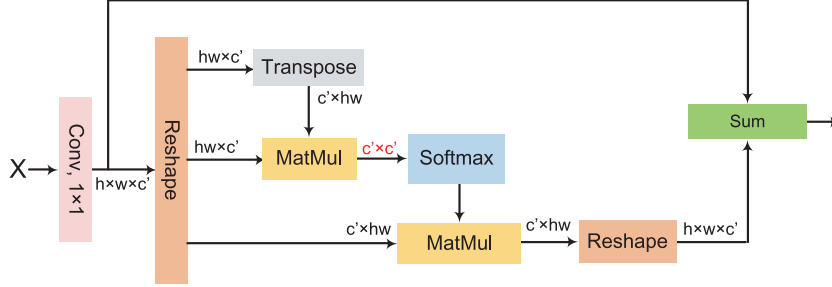 hw×c’
Transpose
c’×hw
X
Conv, 1×1
h×w×c’
Reshape
hw×c’
MatMul
c’×c’
Softmax
Sum
c’×hw
MatMul
c’×hw
Reshape
h×w×c’